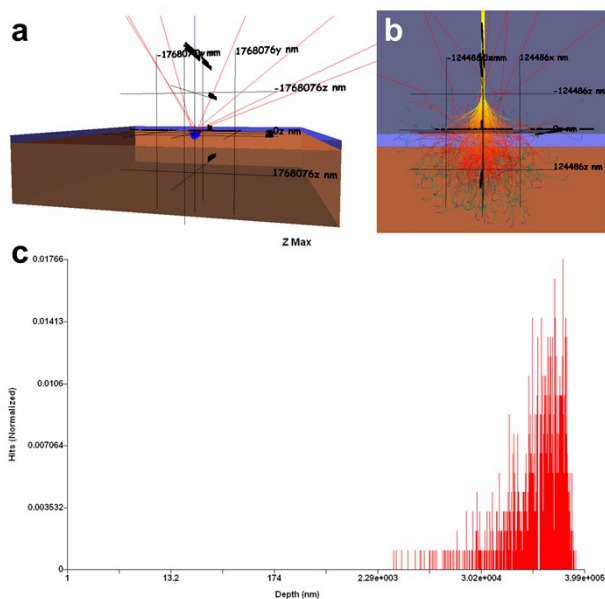 a
1768076y nm
-1768076z nm
0z nm
1768076z nm
b
124486x nm
-124486z nm
0z nm
124486z nm
Z Max
c
0.01766
0.01413
0.0106
0.007064
0.003532
0
Hits (Normalized)
1
13.2
174
2.29e+003
3.02e+004
3.99e+005
Depth (nm)